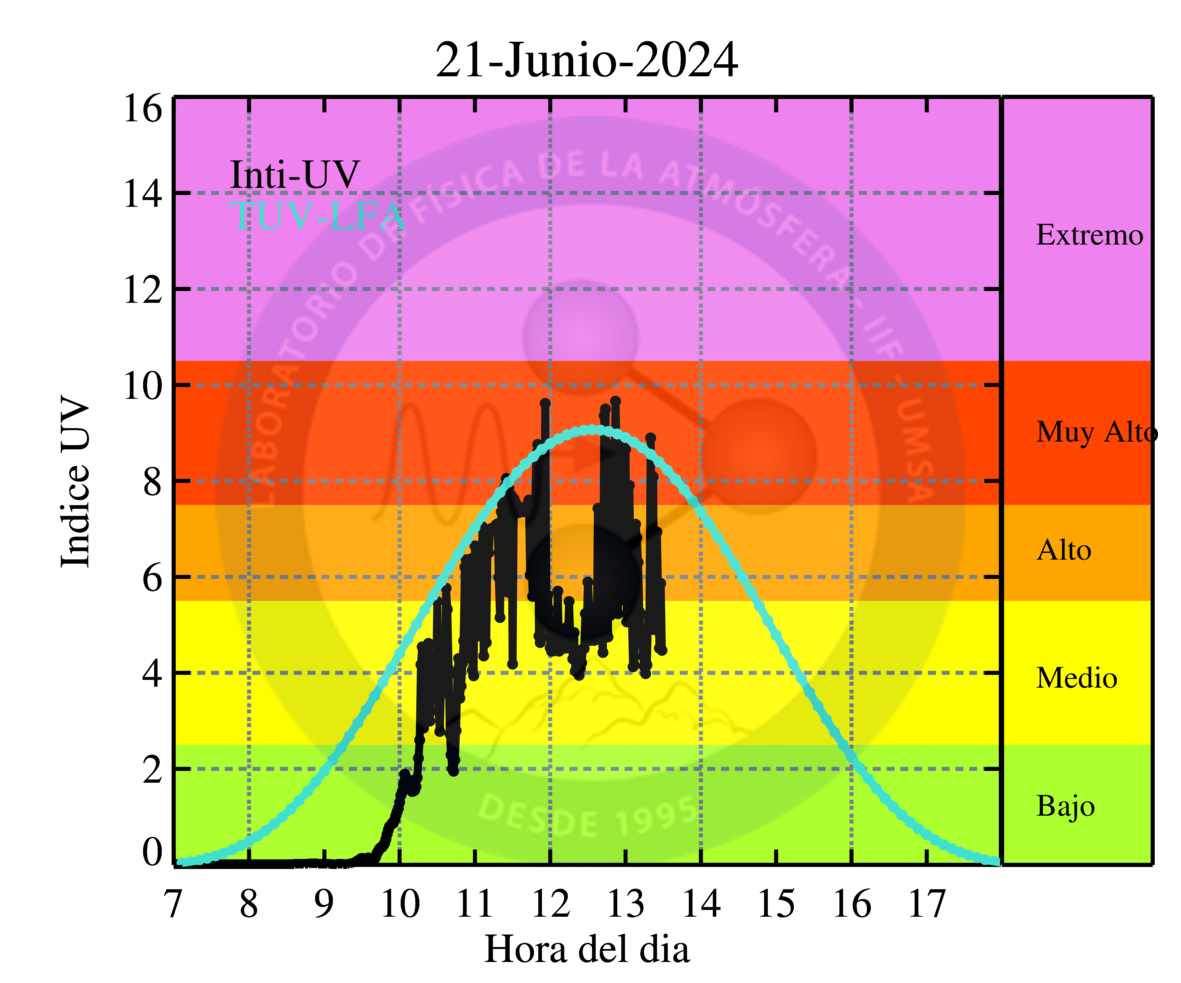 21-Junio-2024
16
14
12
10
8
6
4
2
0
Indice UV
Inti-UV
TUV-LFA
LABORATORIO DE FÍSICA DE LA ATMÓSFERA - IIF - UMSA
DESDE 1995
Extremo
Muy Alto
Alto
Medio
Bajo
7 8 9 10 11 12 13 14 15 16 17
Hora del dia